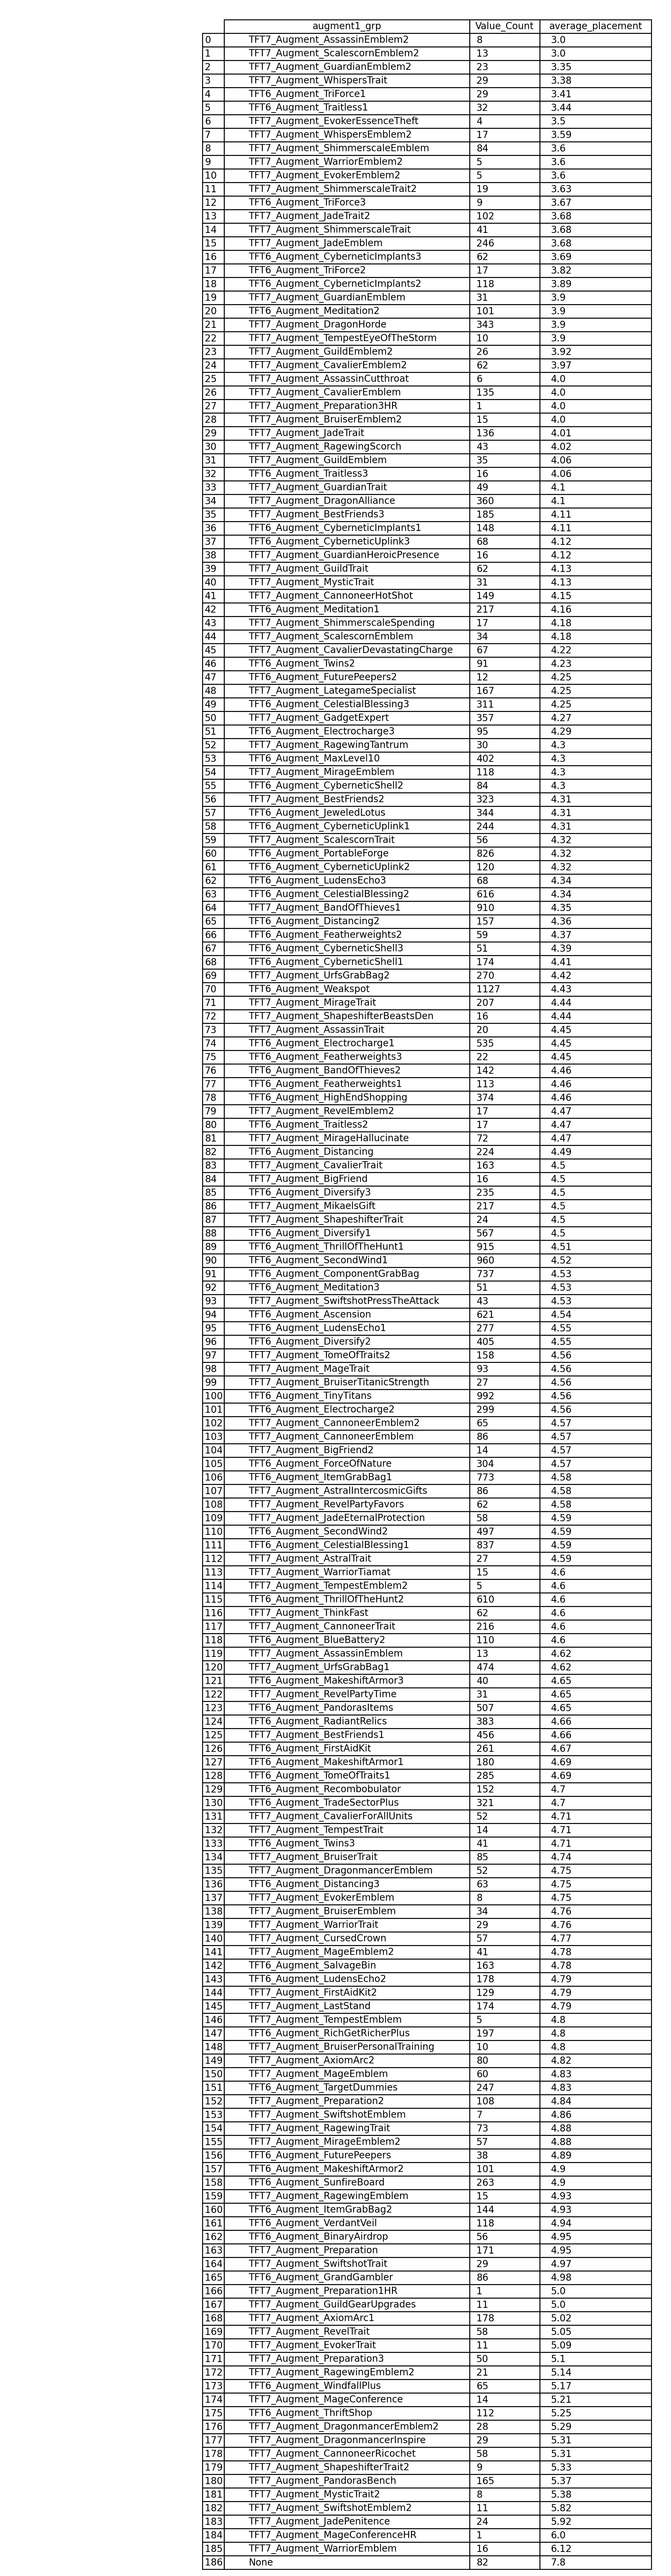 augment1_grp Value_Count average_placement
0 TFT7_Augment_AssassinEmblem2 8 3.0
1 TFT7_Augment_ScalescornEmblem2 13 3.0
2 TFT7_Augment_GuardianEmblem2 23 3.35
3 TFT7_Augment_WhispersTrait 29 3.38
4 TFT6_Augment_TriForce1 29 3.41
5 TFT6_Augment_Traitless1 32 3.44
6 TFT7_Augment_EvokerEssenceTheft 4 3.5
7 TFT7_Augment_WhispersEmblem2 17 3.59
8 TFT7_Augment_ShimmerscaleEmblem 84 3.6
9 TFT7_Augment_WarriorEmblem2 5 3.6
10 TFT7_Augment_EvokerEmblem2 5 3.6
11 TFT7_Augment_ShimmerscaleTrait2 19 3.63
12 TFT6_Augment_TriForce3 9 3.67
13 TFT7_Augment_JadeTrait2 102 3.68
14 TFT7_Augment_ShimmerscaleTrait 41 3.68
15 TFT7_Augment_JadeEmblem 246 3.68
16 TFT6_Augment_CyberneticImplants3 62 3.69
17 TFT6_Augment_TriForce2 17 3.82
18 TFT6_Augment_CyberneticImplants2 118 3.89
19 TFT7_Augment_GuardianEmblem 31 3.9
20 TFT6_Augment_Meditation2 101 3.9
21 TFT7_Augment_DragonHorde 343 3.9
22 TFT7_Augment_TempestEyeOfTheStorm 10 3.9
23 TFT7_Augment_GuildEmblem2 26 3.92
24 TFT7_Augment_CavalierEmblem2 62 3.97
25 TFT7_Augment_AssassinCutthroat 6 4.0
26 TFT7_Augment_CavalierEmblem 135 4.0
27 TFT7_Augment_Preparation3HR 1 4.0
28 TFT7_Augment_BruiserEmblem2 15 4.0
29 TFT7_Augment_JadeTrait 136 4.01
30 TFT7_Augment_RagewingScorch 43 4.02
31 TFT7_Augment_GuildEmblem 35 4.06
32 TFT6_Augment_Traitless3 16 4.06
33 TFT7_Augment_GuardianTrait 49 4.1
34 TFT7_Augment_DragonAlliance 360 4.1
35 TFT7_Augment_BestFriends3 185 4.11
36 TFT6_Augment_CyberneticImplants1 148 4.11
37 TFT6_Augment_CyberneticUplink3 68 4.12
38 TFT7_Augment_GuardianHeroicPresence 16 4.12
39 TFT7_Augment_GuildTrait 62 4.13
40 TFT7_Augment_MysticTrait 31 4.13
41 TFT7_Augment_CannoneerHotShot 149 4.15
42 TFT6_Augment_Meditation1 217 4.16
43 TFT7_Augment_ShimmerscaleSpending 17 4.18
44 TFT7_Augment_ScalescornEmblem 34 4.18
45 TFT7_Augment_CavalierDevastatingCharge 67 4.22
46 TFT6_Augment_Twins2 91 4.23
47 TFT7_Augment_FuturePeepers2 12 4.25
48 TFT7_Augment_LategameSpecialist 167 4.25
49 TFT6_Augment_CelestialBlessing3 311 4.25
50 TFT7_Augment_GadgetExpert 357 4.27
51 TFT6_Augment_Electrocharge3 95 4.29
52 TFT7_Augment_RagewingTantrum 30 4.3
53 TFT7_Augment_MaxLevel10 402 4.3
54 TFT7_Augment_MirageEmblem 118 4.3
55 TFT6_Augment_CyberneticShell2 84 4.3
56 TFT7_Augment_BestFriends2 323 4.31
57 TFT6_Augment_JeweledLotus 344 4.31
58 TFT6_Augment_CyberneticUplink1 244 4.31
59 TFT7_Augment_ScalescornTrait 56 4.32
60 TFT6_Augment_PortableForge 826 4.32
61 TFT6_Augment_CyberneticUplink2 120 4.32
62 TFT6_Augment_LudensEcho3 68 4.34
63 TFT6_Augment_CelestialBlessing2 616 4.34
64 TFT7_Augment_BandOfThieves1 910 4.35
65 TFT6_Augment_Distancing2 157 4.36
66 TFT6_Augment_Featherweights2 59 4.37
67 TFT6_Augment_CyberneticShell3 51 4.39
68 TFT6_Augment_CyberneticShell1 174 4.41
69 TFT7_Augment_UrfsGrabBag2 270 4.42
70 TFT6_Augment_Weakspot 1127 4.43
71 TFT7_Augment_MirageTrait 207 4.44
72 TFT7_Augment_ShapeshifterBeastsDen 16 4.44
73 TFT7_Augment_AssassinTrait 20 4.45
74 TFT6_Augment_Electrocharge1 535 4.45
75 TFT6_Augment_Featherweights3 22 4.45
76 TFT7_Augment_BandOfThieves2 142 4.46
77 TFT6_Augment_Featherweights1 113 4.46
78 TFT6_Augment_HighEndShopping 374 4.46
79 TFT7_Augment_RevelEmblem2 17 4.47
80 TFT6_Augment_Traitless2 17 4.47
81 TFT7_Augment_MirageHallucinate 72 4.47
82 TFT6_Augment_Distancing 224 4.49
83 TFT7_Augment_CavalierTrait 163 4.5
84 TFT7_Augment_BigFriend 16 4.5
85 TFT6_Augment_Diversify3 235 4.5
86 TFT7_Augment_MikaelsGift 217 4.5
87 TFT7_Augment_ShapeshifterTrait 24 4.5
88 TFT6_Augment_Diversify1 567 4.5
89 TFT6_Augment_ThrillOfTheHunt1 915 4.51
90 TFT6_Augment_SecondWind1 960 4.52
91 TFT6_Augment_ComponentGrabBag 737 4.53
92 TFT6_Augment_Meditation3 51 4.53
93 TFT7_Augment_SwiftshotPressTheAttack 43 4.53
94 TFT6_Augment_Ascension 621 4.54
95 TFT6_Augment_LudensEcho1 277 4.55
96 TFT6_Augment_Diversify2 405 4.55
97 TFT7_Augment_TomeOfTraits2 158 4.56
98 TFT7_Augment_MageTrait 93 4.56
99 TFT7_Augment_BruiserTitanicStrength 27 4.56
100 TFT6_Augment_TinyTitans 992 4.56
101 TFT6_Augment_Electrocharge2 299 4.56
102 TFT7_Augment_CannoneerEmblem2 65 4.57
103 TFT7_Augment_CannoneerEmblem 86 4.57
104 TFT7_Augment_BigFriend2 14 4.57
105 TFT6_Augment_ForceOfNature 304 4.57
106 TFT6_Augment_ItemGrabBag1 773 4.58
107 TFT7_Augment_AstralIntercosmicGifts 86 4.58
108 TFT7_Augment_RevelPartyFavors 62 4.58
109 TFT7_Augment_JadeEternalProtection 58 4.59
110 TFT6_Augment_SecondWind2 497 4.59
111 TFT6_Augment_CelestialBlessing1 837 4.59
112 TFT7_Augment_AstralTrait 27 4.59
113 TFT7_Augment_WarriorTiamat 15 4.6
114 TFT7_Augment_TempestEmblem2 5 4.6
115 TFT6_Augment_ThrillOfTheHunt2 610 4.6
116 TFT7_Augment_ThinkFast 62 4.6
117 TFT7_Augment_CannoneerTrait 216 4.6
118 TFT6_Augment_BlueBattery2 110 4.6
119 TFT7_Augment_AssassinEmblem 13 4.62
120 TFT7_Augment_UrfsGrabBag1 474 4.62
121 TFT6_Augment_MakeshiftArmor3 40 4.65
122 TFT7_Augment_RevelPartyTime 31 4.65
123 TFT6_Augment_PandorasItems 507 4.65
124 TFT6_Augment_RadiantRelics 383 4.66
125 TFT7_Augment_BestFriends1 456 4.66
126 TFT6_Augment_FirstAidKit 261 4.67
127 TFT6_Augment_MakeshiftArmor1 180 4.69
128 TFT6_Augment_TomeOfTraits1 285 4.69
129 TFT6_Augment_Recombobulator 152 4.7
130 TFT6_Augment_TradeSectorPlus 321 4.7
131 TFT7_Augment_CavalierForAllUnits 52 4.71
132 TFT7_Augment_TempestTrait 14 4.71
133 TFT6_Augment_Twins3 41 4.71
134 TFT7_Augment_BruiserTrait 85 4.74
135 TFT7_Augment_DragonmancerEmblem 52 4.75
136 TFT6_Augment_Distancing3 63 4.75
137 TFT7_Augment_EvokerEmblem 8 4.75
138 TFT7_Augment_BruiserEmblem 34 4.76
139 TFT7_Augment_WarriorTrait 29 4.76
140 TFT7_Augment_CursedCrown 57 4.77
141 TFT7_Augment_MageEmblem2 41 4.78
142 TFT6_Augment_SalvageBin 163 4.78
143 TFT6_Augment_LudensEcho2 178 4.79
144 TFT7_Augment_FirstAidKit2 129 4.79
145 TFT7_Augment_LastStand 174 4.79
146 TFT7_Augment_TempestEmblem 5 4.8
147 TFT6_Augment_RichGetRicherPlus 197 4.8
148 TFT7_Augment_BruiserPersonalTraining 10 4.8
149 TFT7_Augment_AxiomArc2 80 4.82
150 TFT7_Augment_MageEmblem 60 4.83
151 TFT6_Augment_TargetDummies 247 4.83
152 TFT7_Augment_Preparation2 108 4.84
153 TFT7_Augment_SwiftshotEmblem 7 4.86
154 TFT7_Augment_RagewingTrait 73 4.88
155 TFT7_Augment_MirageEmblem2 57 4.88
156 TFT7_Augment_FuturePeepers 38 4.89
157 TFT6_Augment_MakeshiftArmor2 101 4.9
158 TFT6_Augment_SunfireBoard 263 4.9
159 TFT7_Augment_RagewingEmblem 15 4.93
160 TFT6_Augment_ItemGrabBag2 144 4.93
161 TFT6_Augment_VerdantVeil 118 4.94
162 TFT6_Augment_BinaryAirdrop 56 4.95
163 TFT7_Augment_Preparation 171 4.95
164 TFT7_Augment_SwiftshotTrait 29 4.97
165 TFT6_Augment_GrandGambler 86 4.98
166 TFT7_Augment_Preparation1HR 1 5.0
167 TFT7_Augment_GuildGearUpgrades 11 5.0
168 TFT7_Augment_AxiomArc1 178 5.02
169 TFT7_Augment_RevelTrait 58 5.05
170 TFT7_Augment_EvokerTrait 11 5.09
171 TFT7_Augment_Preparation3 50 5.1
172 TFT7_Augment_RagewingEmblem2 21 5.14
173 TFT6_Augment_WindfallPlus 65 5.17
174 TFT7_Augment_MageConference 14 5.21
175 TFT6_Augment_ThriftShop 112 5.25
176 TFT7_Augment_DragonmancerEmblem2 28 5.29
177 TFT7_Augment_DragonmancerInspire 29 5.31
178 TFT7_Augment_CannoneerRicochet 58 5.31
179 TFT7_Augment_ShapeshifterTrait2 9 5.33
180 TFT7_Augment_PandorasBench 165 5.37
181 TFT7_Augment_MysticTrait2 8 5.38
182 TFT7_Augment_SwiftshotEmblem2 11 5.82
183 TFT7_Augment_JadePenitence 24 5.92
184 TFT7_Augment_MageConferenceHR 1 6.0
185 TFT7_Augment_WarriorEmblem 16 6.12
186 None 82 7.8